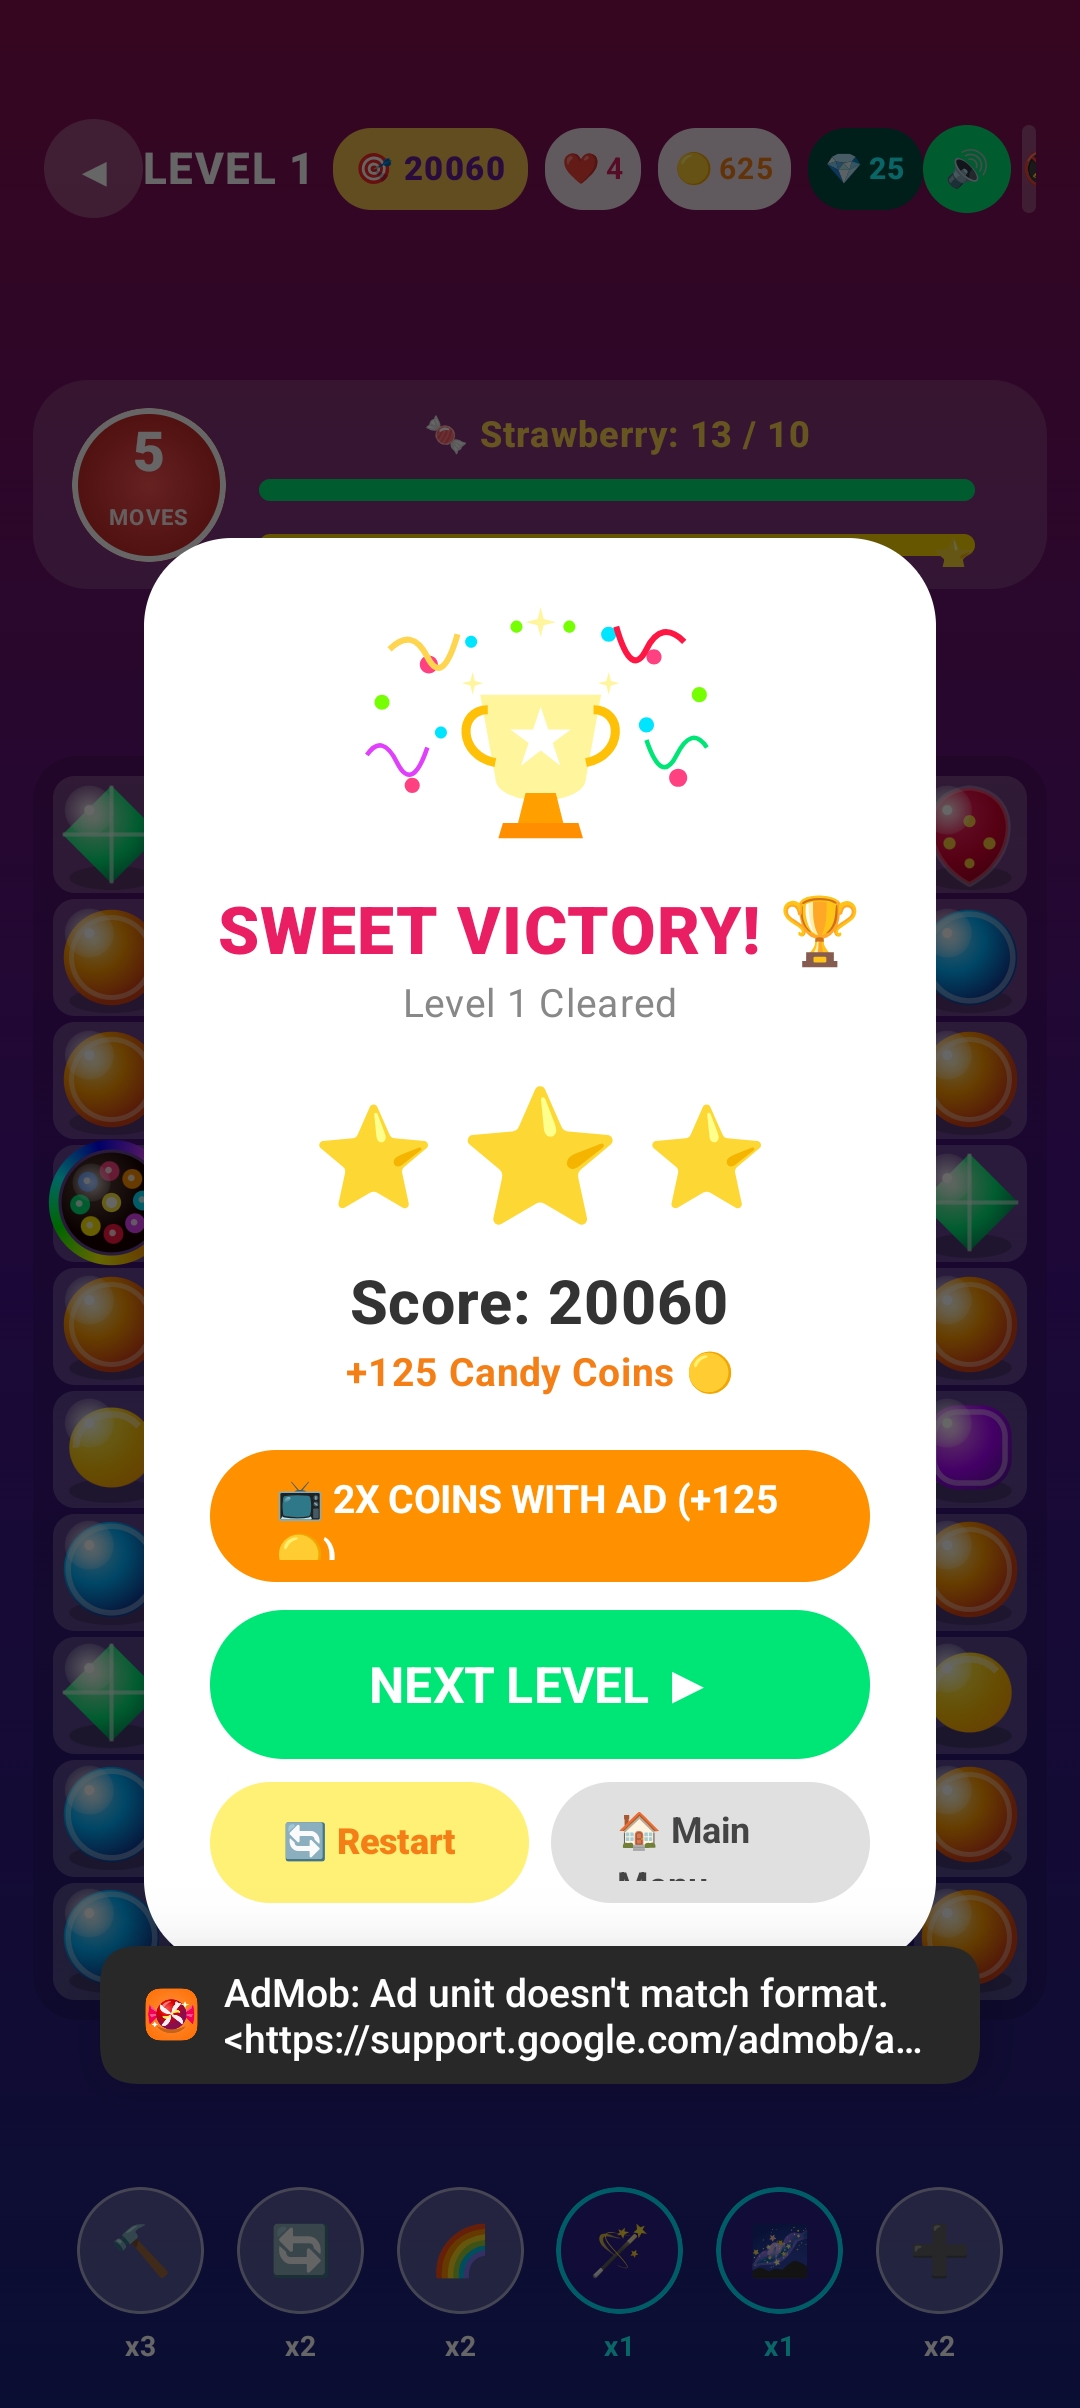 LEVEL 1
20060
4
625
25
5
MOVES
Strawberry: 13 / 10
SWEET VICTORY!
Level 1 Cleared
Score: 20060
+125 Candy Coins
2X COINS WITH AD (+125
)
NEXT LEVEL
Restart
Main
Menu
AdMob: Ad unit doesn't match format.
<https://support.google.com/admob/a…
x3
x2
x2
x1
x1
x2